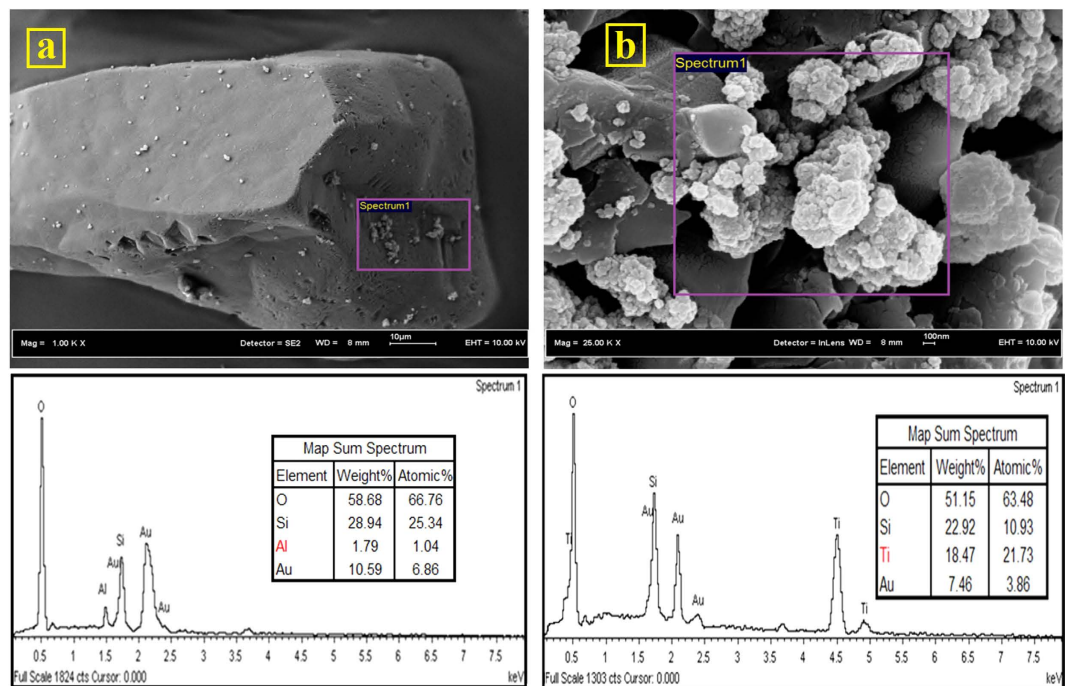 a
Spectrum1
Mag = 1.00 K X Detector = SE2 WD = 8 mm 10µm EHT = 10.00 kV
b
Spectrum1
Mag = 25.00 K X Detector = InLens WD = 8 mm 100nm EHT = 10.00 kV
Spectrum 1
O
Al
Au
Si
Au
Au
Map Sum Spectrum
Element Weight% Atomic%
O 58.68 66.76
Si 28.94 25.34
Al 1.79 1.04
Au 10.59 6.86
0.5 1 1.5 2 2.5 3 3.5 4 4.5 5 5.5 6 6.5 7 7.5
Full Scale 1824 cts Cursor: 0.000 keV
Spectrum 1
O
Ti
Au
Si
Au
Au
Ti
Ti
Map Sum Spectrum
Element Weight% Atomic%
O 51.15 63.48
Si 22.92 10.93
Ti 18.47 21.73
Au 7.46 3.86
0.5 1 1.5 2 2.5 3 3.5 4 4.5 5 5.5 6 6.5 7 7.5
Full Scale 1303 cts Cursor: 0.000 keV